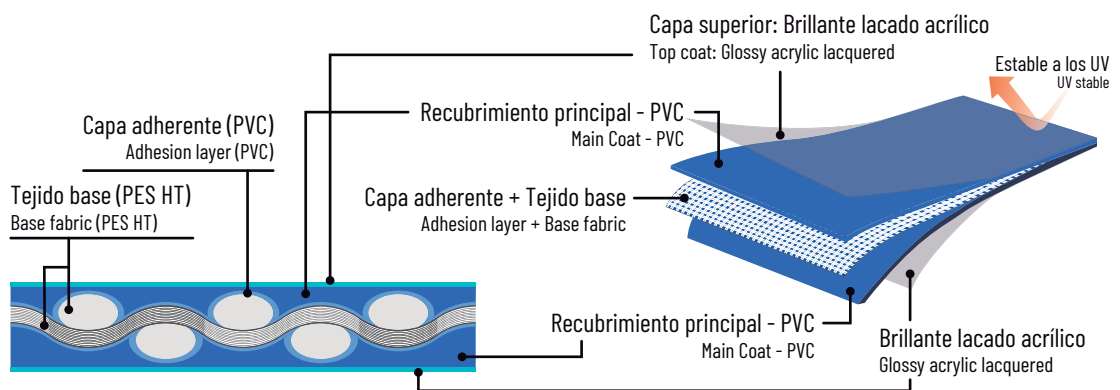 Capa superior: Brillante lacado acrílico
Top coat: Glossy acrylic lacquered
Estable a los UV
UV stable
Recubrimiento principal - PVC
Main Coat - PVC
Capa adherente (PVC)
Adhesion layer (PVC)
Tejido base (PES HT)
Base fabric (PES HT)
Capa adherente + Tejido base
Adhesion layer + Base fabric
Recubrimiento principal - PVC
Main Coat - PVC
Brillante lacado acrílico
Glossy acrylic lacquered